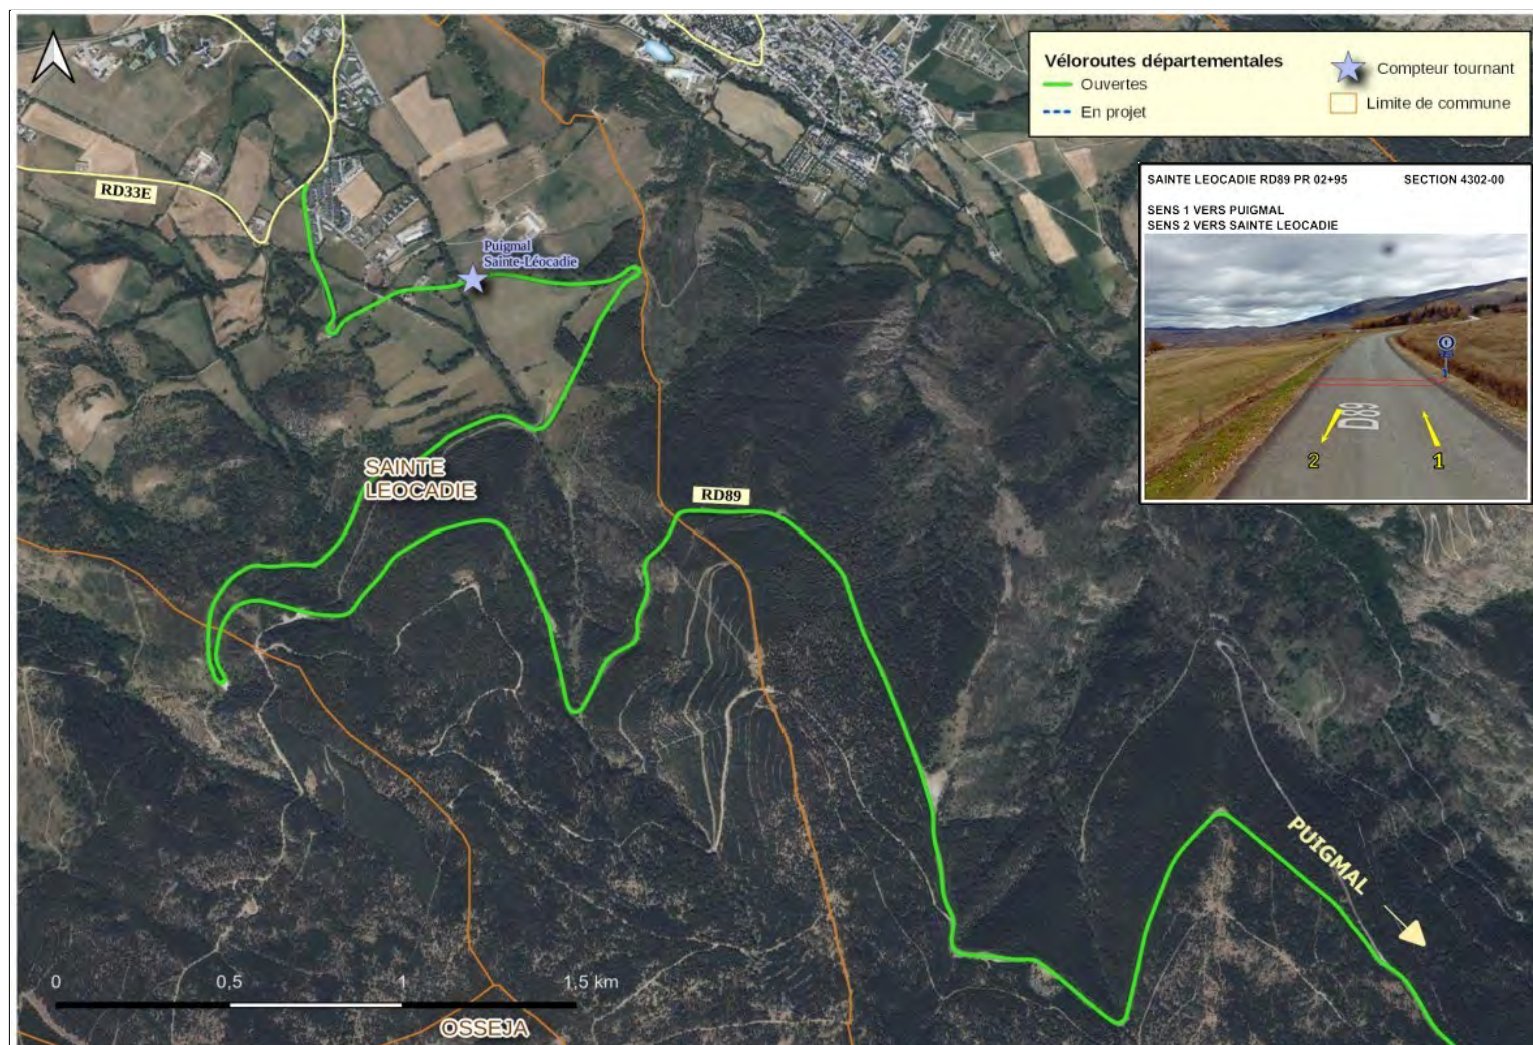 Véloroutes départementales
Ouvertes
En projet
Compteur tournant
Limite de commune
RD33E
Puigmal
Sainte-Léocadie
SAINTE LEOCADIE RD89 PR 02+95 SECTION 4302-00
SENS 1 VERS PUIGMAL
SENS 2 VERS SAINTE LEOCADIE
D89
2
1
SAINTE
LEOCADIE
RD89
PUIGMAL
0 0,5 1 1.5 km
OSSEJA